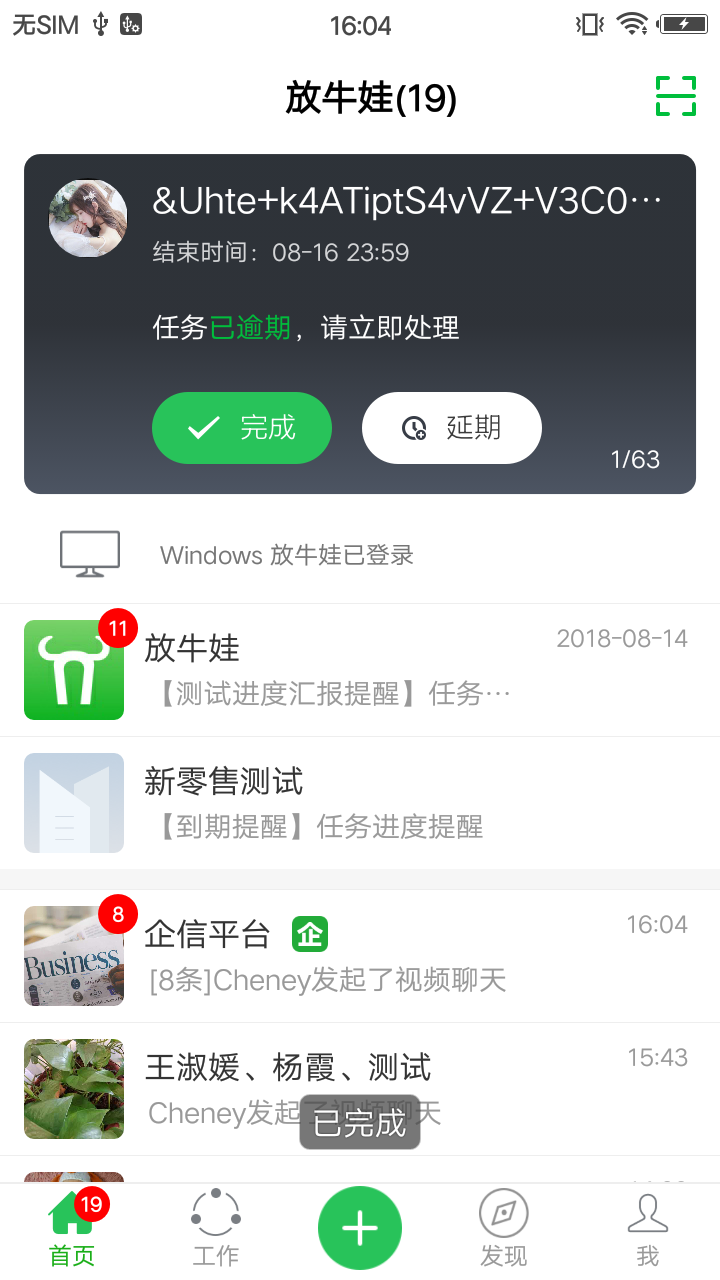 无SIM 16:04
放牛娃(19)
&Uhte+k4ATiptS4vVZ+V3C0…
结束时间：08-16 23:59
任务已逾期，请立即处理
完成 延期
1/63
Windows 放牛娃已登录
11
放牛娃 2018-08-14
【测试进度汇报提醒】任务…
新零售测试
【到期提醒】任务进度提醒
8
企信平台 企 16:04
[8条]Cheney发起了视频聊天
Business
王淑媛、杨霞、测试 15:43
Cheney发起了视频聊天
已完成
19
首页 工作 发现 我